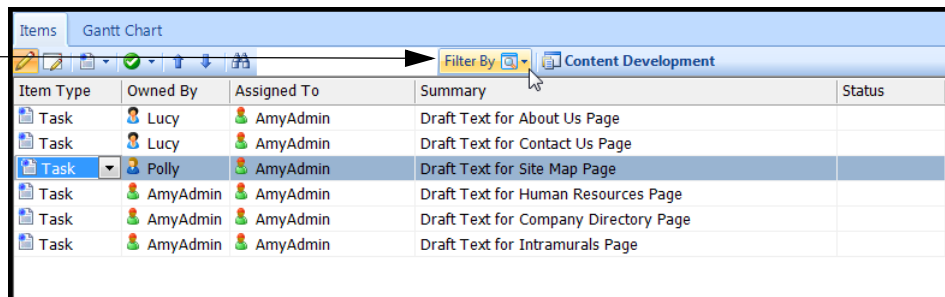 Items Gantt Chart
Filter By Content Development
Item Type Owned By Assigned To Summary Status
Task Lucy AmyAdmin Draft Text for About Us Page
Task Lucy AmyAdmin Draft Text for Contact Us Page
Task Polly AmyAdmin Draft Text for Site Map Page
Task AmyAdmin AmyAdmin Draft Text for Human Resources Page
Task AmyAdmin AmyAdmin Draft Text for Company Directory Page
Task AmyAdmin AmyAdmin Draft Text for Intramurals Page